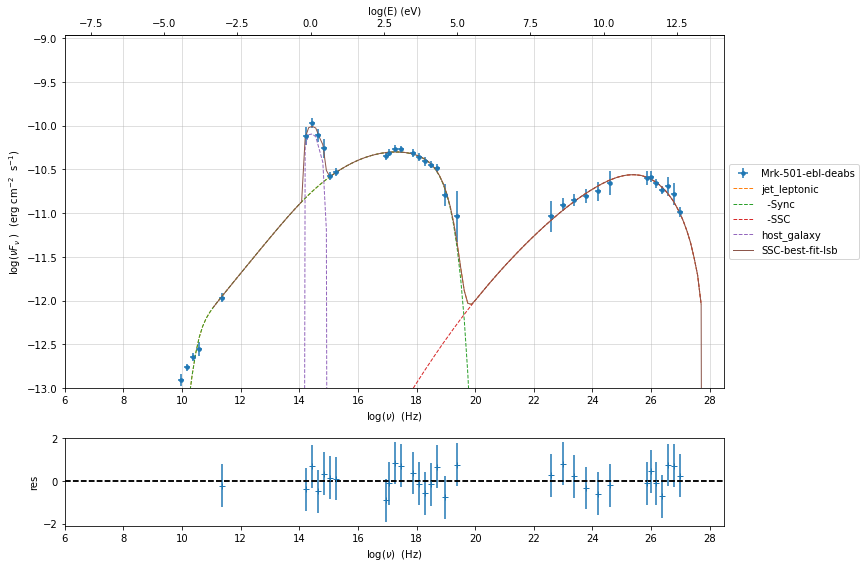 log(E) (eV)
−7.5 −5.0 −2.5 0.0 2.5 5.0 7.5 10.0 12.5
−9.0
−9.5
−10.0
−10.5
−11.0
−11.5
−12.0
−12.5
−13.0
log(νFν ) (erg cm−2 s−1)
6 8 10 12 14 16 18 20 22 24 26 28
log(ν) (Hz)
Mrk-501-ebl-deabs
jet_leptonic
-Sync
-SSC
host_galaxy
SSC-best-fit-lsb
2
0
−2
res
6 8 10 12 14 16 18 20 22 24 26 28
log(ν) (Hz)